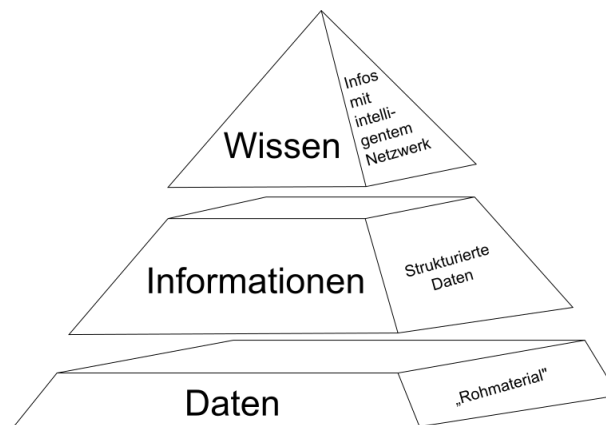 Wissen
Infos
mit
intelli-
gentem
Netzwerk
Informationen
Strukturierte
Daten
Daten
„Rohmaterial"